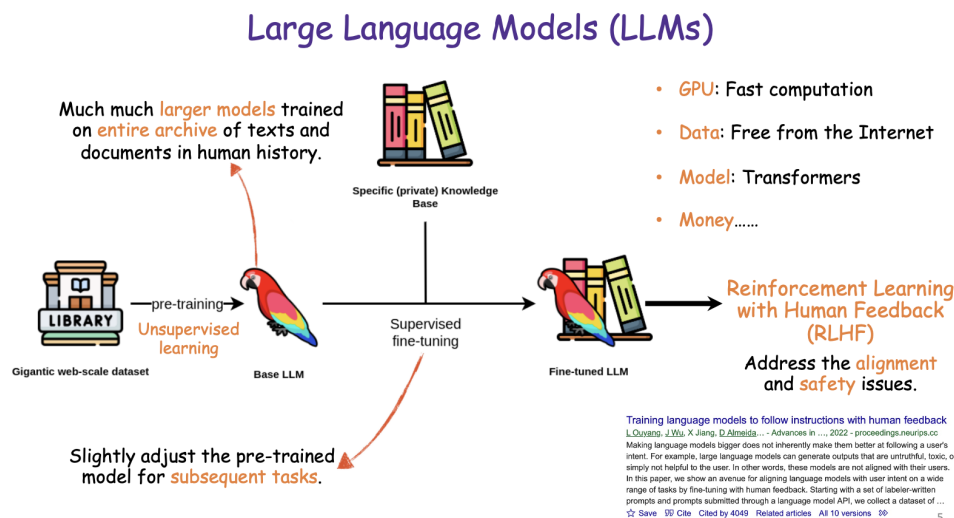 Large Language Models (LLMs)
Much much larger models trained
on entire archive of texts and
documents in human history.
Specific (private) Knowledge
Base
• GPU: Fast computation
• Data: Free from the Internet
• Model: Transformers
• Money……
LIBRARY
Gigantic web-scale dataset
pre-training
Unsupervised
learning
Base LLM
Supervised
fine-tuning
Fine-tuned LLM
Reinforcement Learning
with Human Feedback
(RLHF)
Address the alignment
and safety issues.
Slightly adjust the pre-trained
model for subsequent tasks.
Training language models to follow instructions with human feedback
L Ouyang, J Wu, X Jiang, D Almeida… - Advances in …, 2022 - proceedings.neurips.cc
Making language models bigger does not inherently make them better at following a user's
intent. For example, large language models can generate outputs that are untruthful, toxic, o
simply not helpful to the user. In other words, these models are not aligned with their users.
In this paper, we show an avenue for aligning language models with user intent on a wide
range of tasks by fine-tuning with human feedback. Starting with a set of labeler-written
prompts and prompts submitted through a language model API, we collect a dataset of …
☆ Save 99 Cite Cited by 4049 Related articles All 10 versions
5